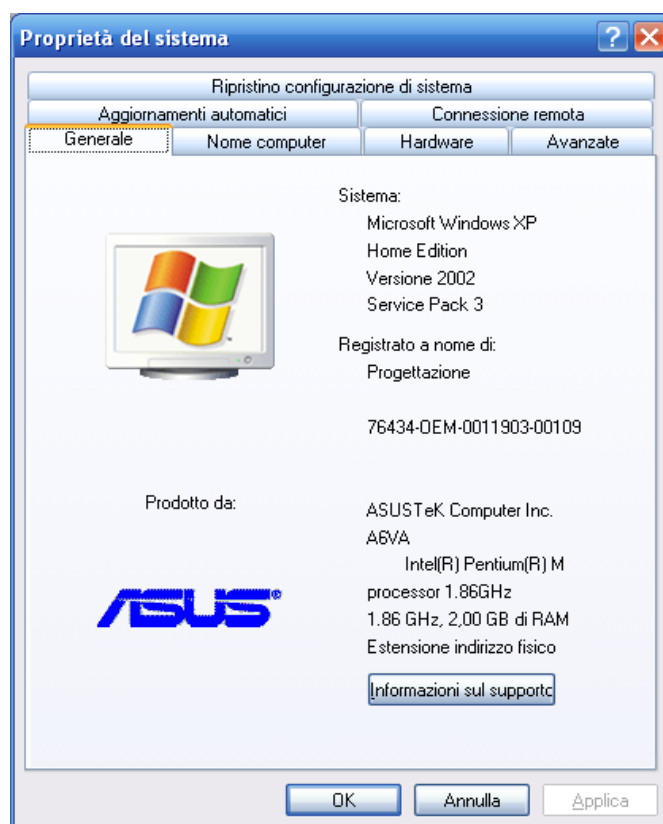 Proprietà del sistema
Ripristino configurazione di sistema
Aggiornamenti automatici
Connessione remota
Generale
Nome computer
Hardware
Avanzate
Sistema:
Microsoft Windows XP
Home Edition
Versione 2002
Service Pack 3
Registrato a nome di:
Progettazione
76434-OEM-0011903-00109
Prodotto da:
ASUSTeK Computer Inc.
A6VA
Intel(R) Pentium(R) M
processor 1.86GHz
1.86 GHz, 2,00 GB di RAM
Estensione indirizzo fisico
ASUS®
Informazioni sul supporto
OK
Annulla
Applica